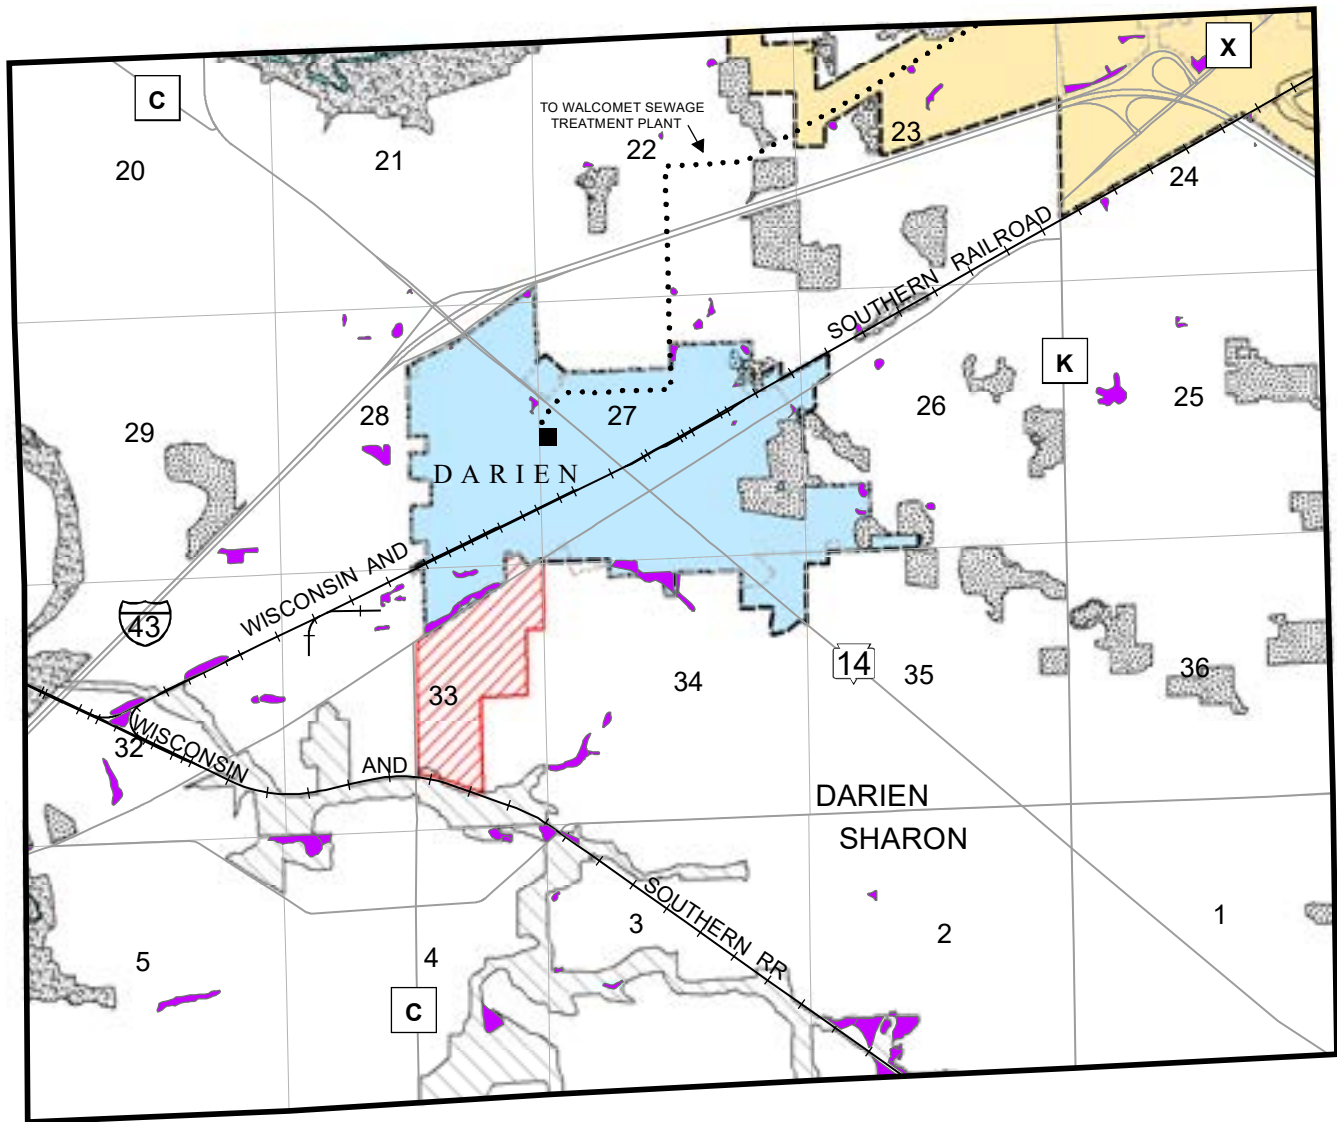 X
C
TO WALCOMET SEWAGE
TREATMENT PLANT
20
21
22
23
24
SOUTHERN RAILROAD
K
29
28
27
26
25
DARIEN
WISCONSIN AND
43
33
34
14
35
36
32
WISCONSIN
AND
DARIEN
SHARON
SOUTHERN RR
5
4
3
2
1
C